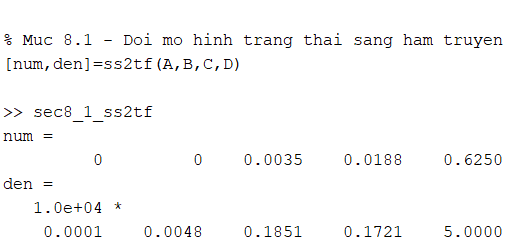 % Muc 8.1 - Doi mo hinh trang thai sang ham truyen
[num,den]=ss2tf(A,B,C,D)
>> sec8_1_ss2tf
num =
0 0 0.0035 0.0188 0.6250
den =
1.0e+04 *
0.0001 0.0048 0.1851 0.1721 5.0000